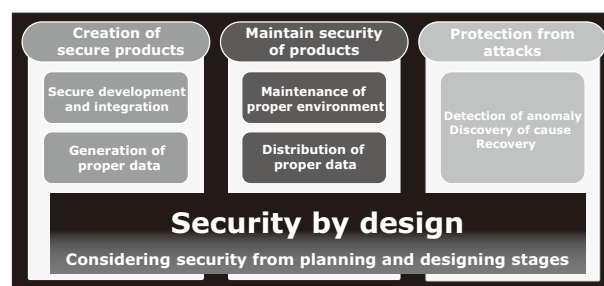 Creation of
secure products
Secure development
and integration
Generation of
proper data
Maintain security
of products
Maintenance of
proper environment
Distribution of
proper data
Protection from
attacks
Detection of anomaly
Discovery of cause
Recovery
Security by design
Considering security from planning and designing stages